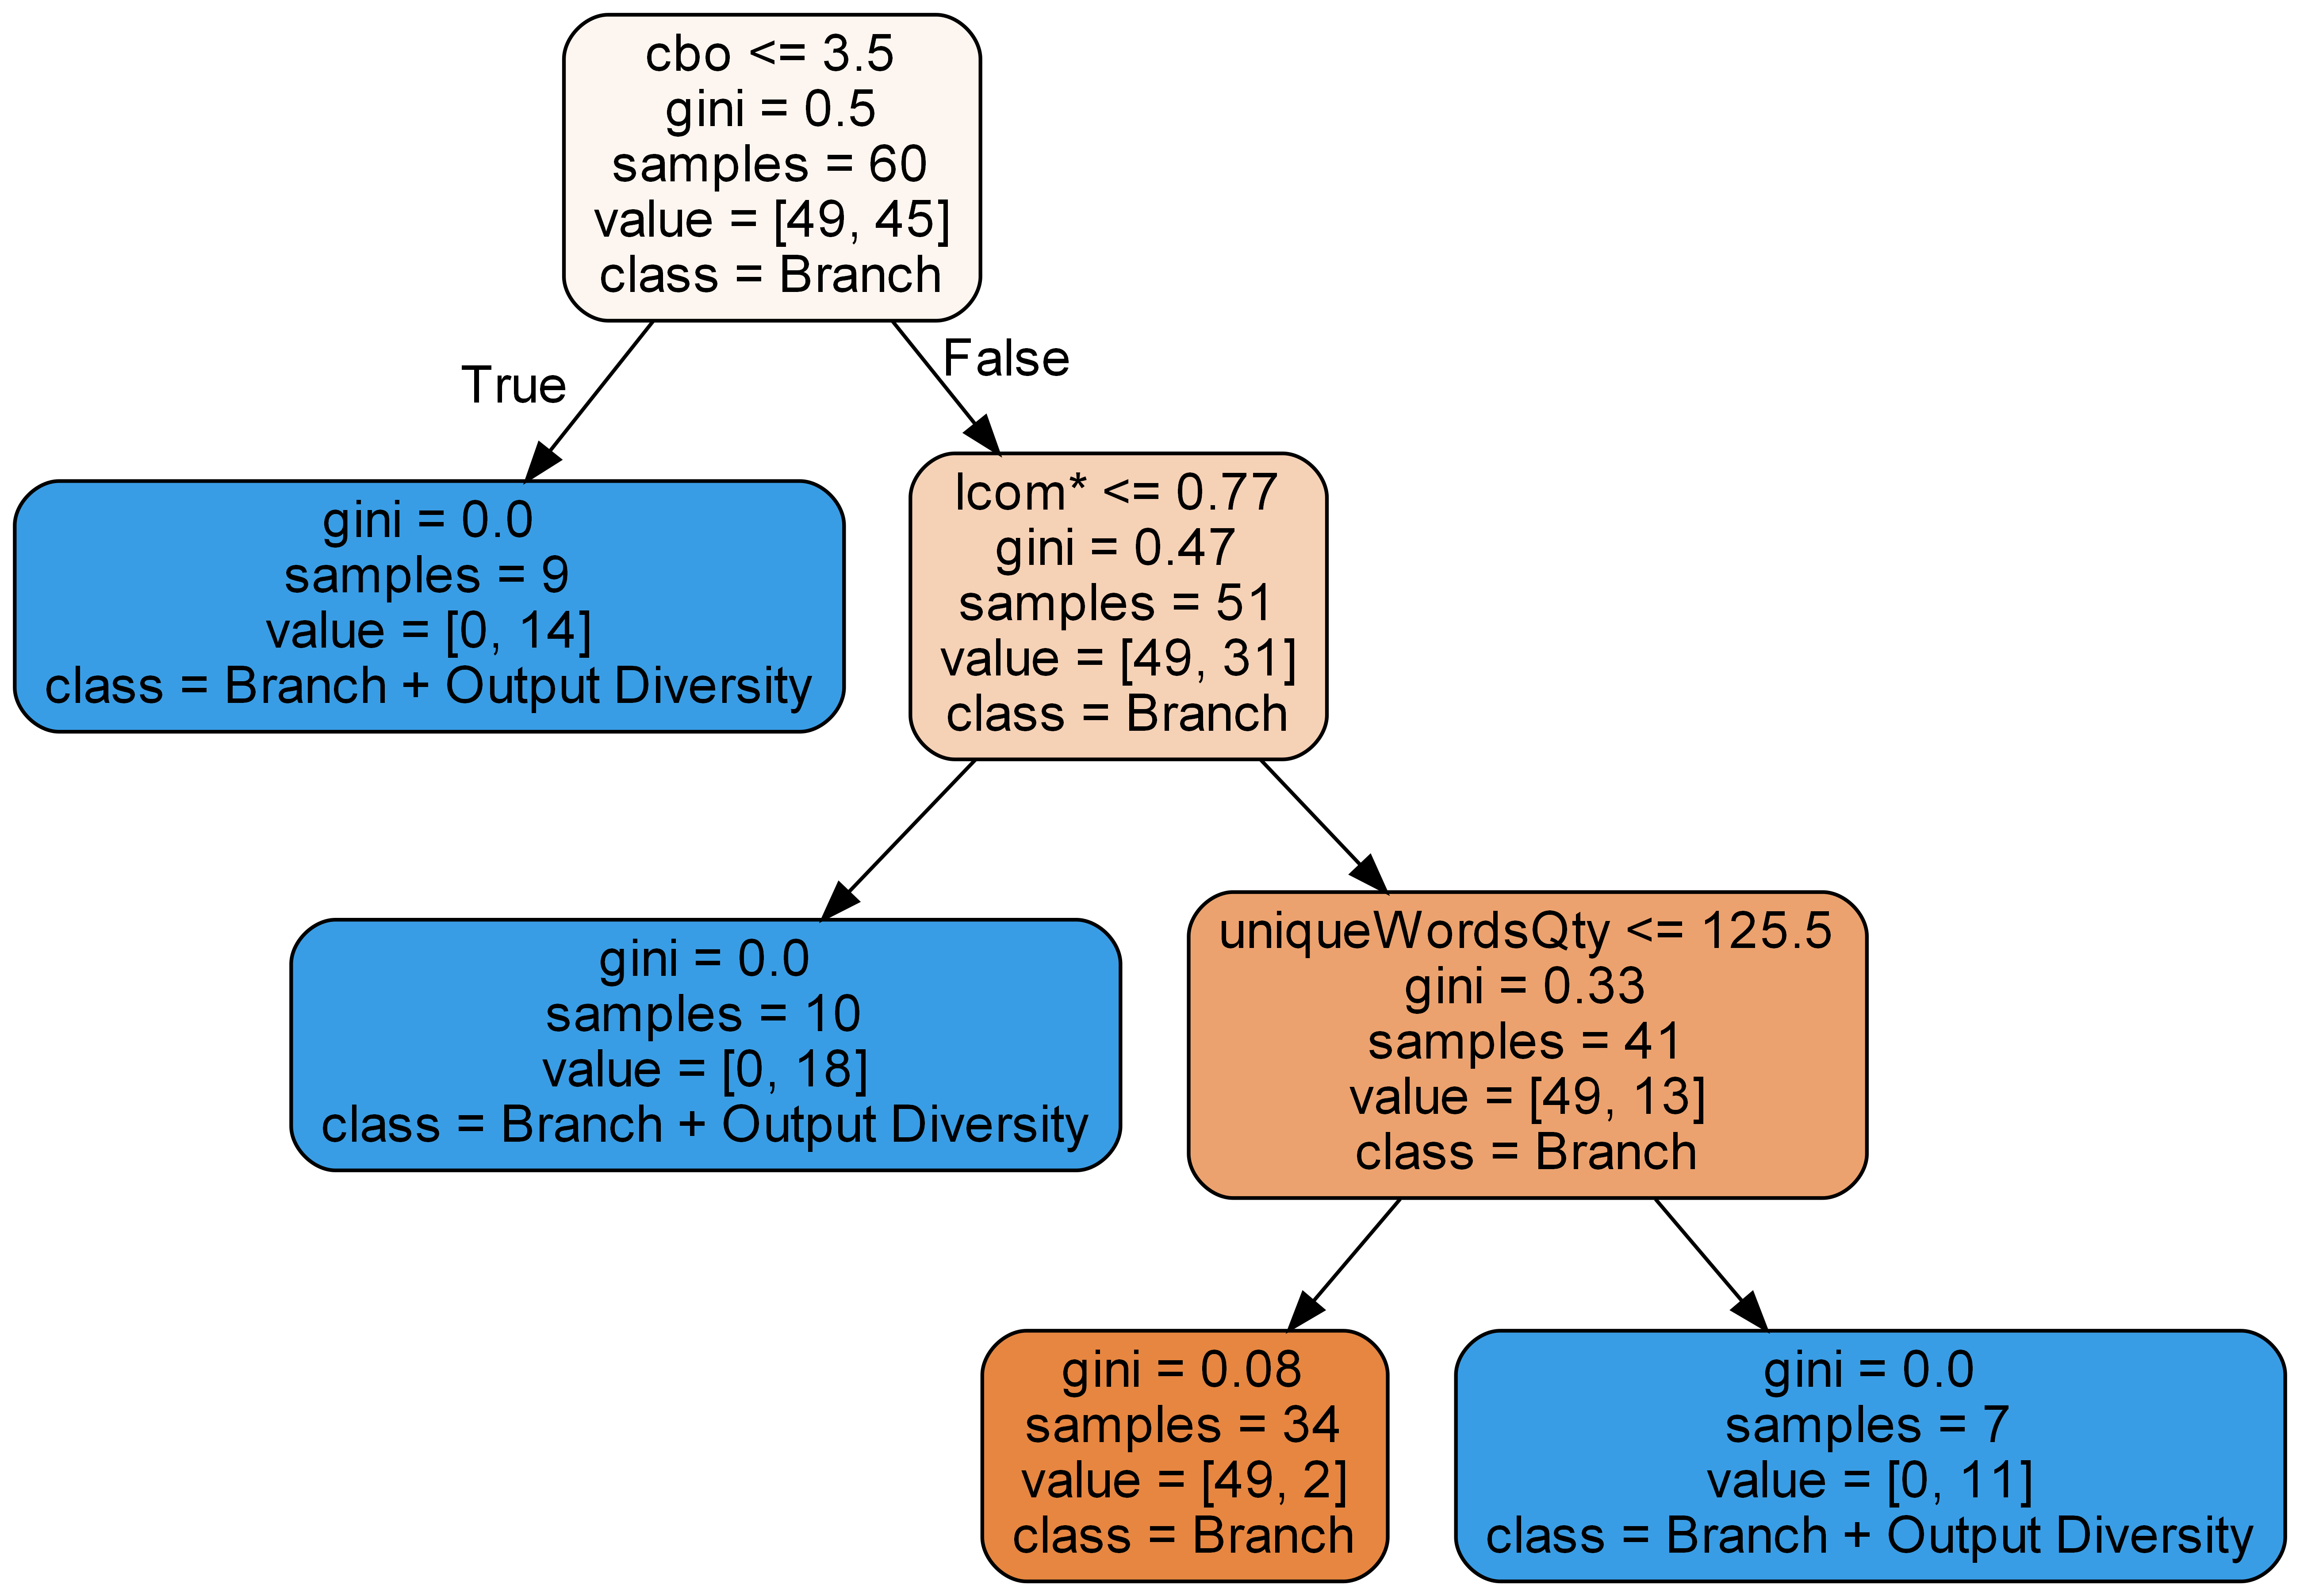 cbo <= 3.5
gini = 0.5
samples = 60
value = [49, 45]
class = Branch
True
False
gini = 0.0
samples = 9
value = [0, 14]
class = Branch + Output Diversity
lcom* <= 0.77
gini = 0.47
samples = 51
value = [49, 31]
class = Branch
gini = 0.0
samples = 10
value = [0, 18]
class = Branch + Output Diversity
uniqueWordsQty <= 125.5
gini = 0.33
samples = 41
value = [49, 13]
class = Branch
gini = 0.08
samples = 34
value = [49, 2]
class = Branch
gini = 0.0
samples = 7
value = [0, 11]
class = Branch + Output Diversity